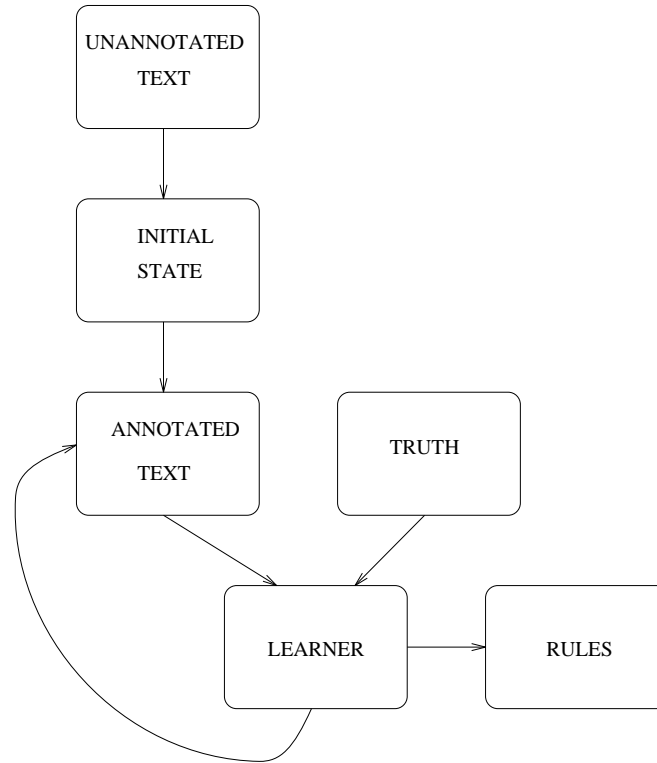 UNANNOTATED
TEXT
INITIAL
STATE
ANNOTATED
TEXT
TRUTH
LEARNER
RULES